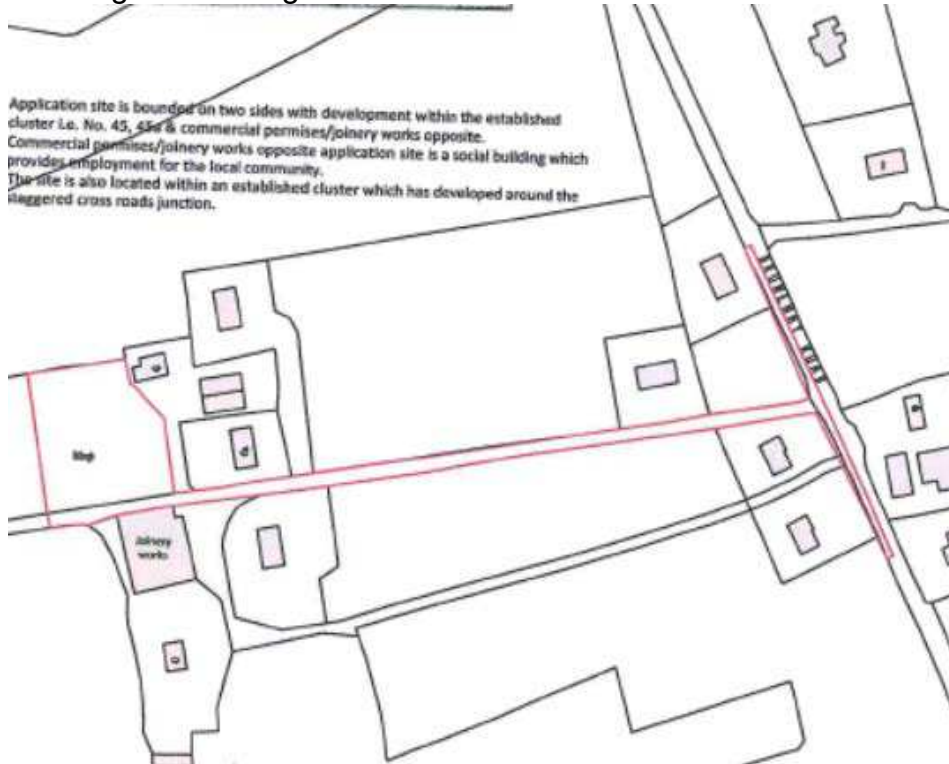 Application site is bounded on two sides with development within the established
cluster i.e. No. 45, 45a & commercial permises/joinery works opposite.
Commercial permises/joinery works opposite application site is a social building which
provides employment for the local community.
The site is also located within an established cluster which has developed around the
staggered cross roads junction.
Joinery
works